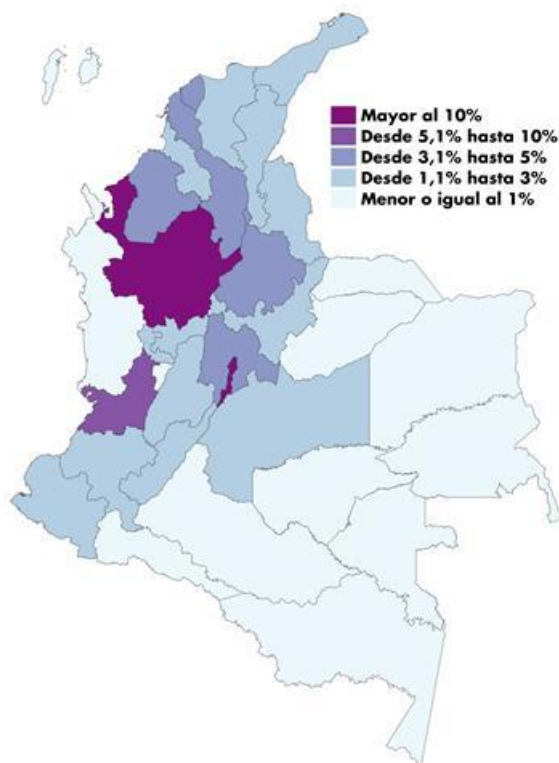 Mayor al 10%
Desde 5,1% hasta 10%
Desde 3,1% hasta 5%
Desde 1,1% hasta 3%
Menor o igual al 1%